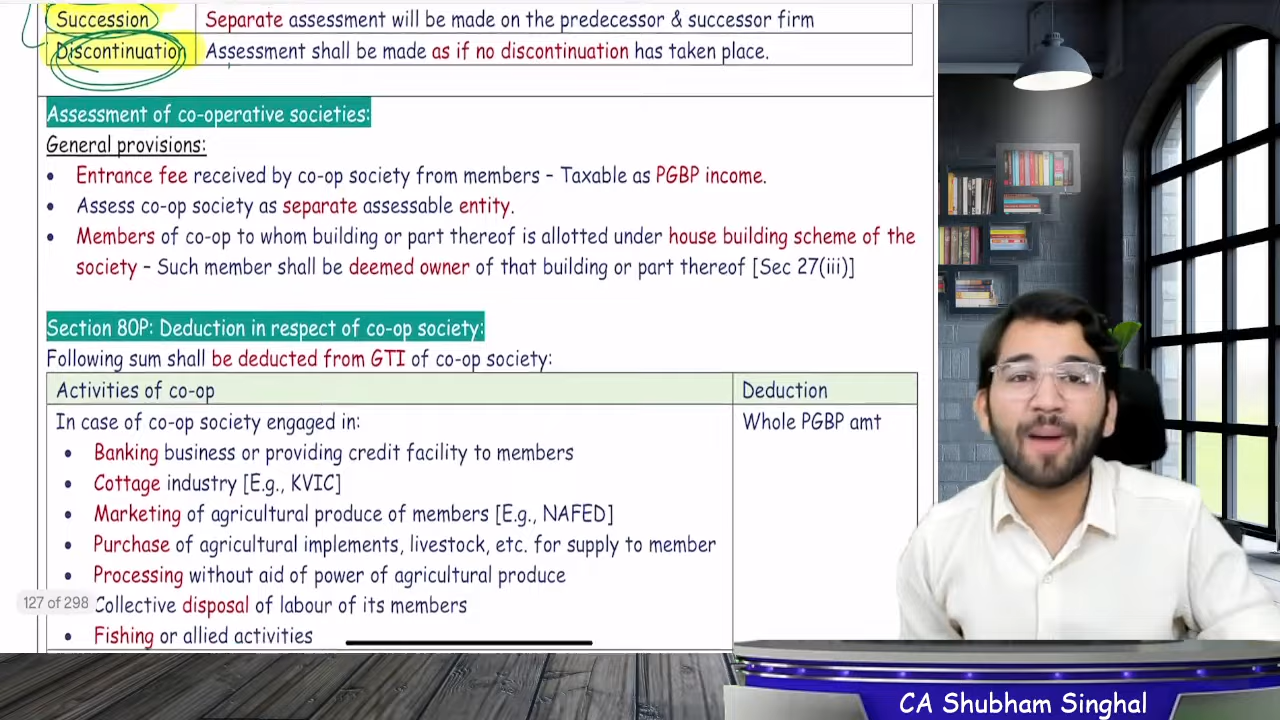 Succession Separate assessment will be made on the predecessor & successor firm
Discontinuation Assessment shall be made as if no discontinuation has taken place.
Assessment of co-operative societies:
General provisions:
• Entrance fee received by co-op society from members – Taxable as PGBP income.
• Assess co-op society as separate assessable entity.
• Members of co-op to whom building or part thereof is allotted under house building scheme of the
society – Such member shall be deemed owner of that building or part thereof [Sec 27(iii)]
Section 80P: Deduction in respect of co-op society:
Following sum shall be deducted from GTI of co-op society:
Activities of co-op Deduction
In case of co-op society engaged in: Whole PGBP amt
• Banking business or providing credit facility to members
• Cottage industry [E.g., KVIC]
• Marketing of agricultural produce of members [E.g., NAFED]
• Purchase of agricultural implements, livestock, etc. for supply to member
• Processing without aid of power of agricultural produce
127 of 298 Collective disposal of labour of its members
• Fishing or allied activities
CA Shubham Singhal